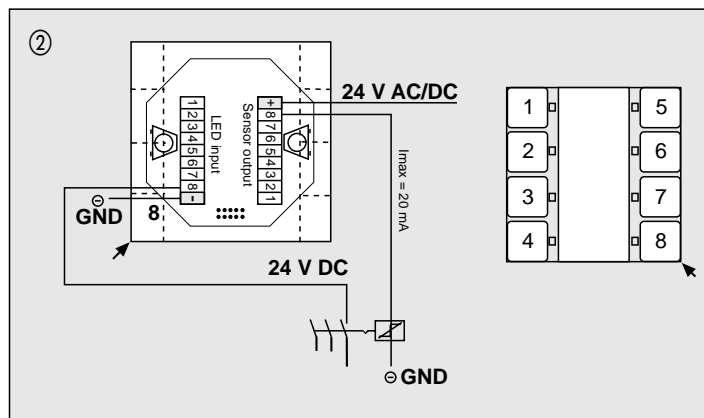 ②
24 V AC/DC
1 2 3 4 5 6 7 8 -
LED input
Sensor output
+ 8 7 6 5 4 3 2 1
Imax = 20 mA
⊖
GND
8
24 V DC
⊖ GND
1 5
2 6
3 7
4 8